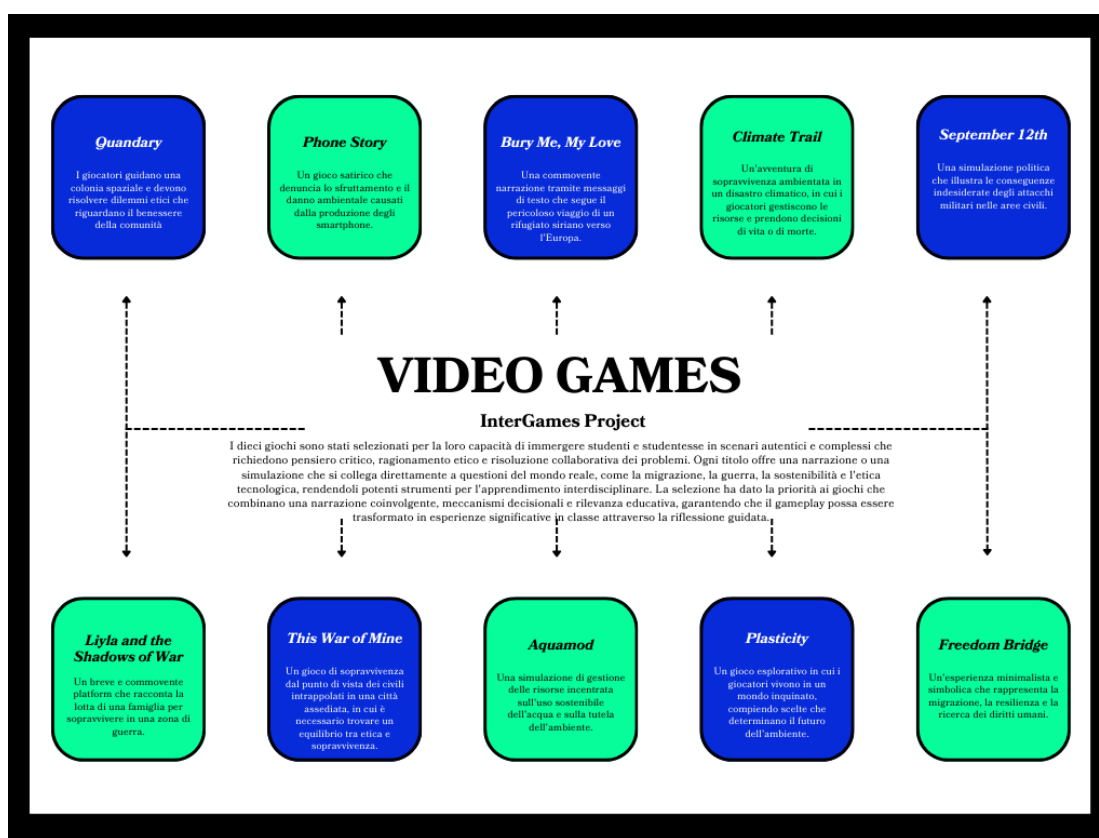 Quandary
I giocatori guidano una
colonia spaziale e devono
risolvere dilemmi etici che
riguardano il benessere
della comunità
Phone Story
Un gioco satirico che
denuncia lo sfruttamento e il
danno ambientale causati
dalla produzione degli
smartphone.
Bury Me, My Love
Una commovente
narrazione tramite messaggi
di testo che segue il
pericoloso viaggio di un
rifugiato siriano verso
l'Europa.
Climate Trail
Un'avventura di
sopravvivenza ambientata in
un disastro climatico, in cui i
giocatori gestiscono le
risorse e prendono decisioni
di vita o di morte.
September 12th
Una simulazione politica
che illustra le conseguenze
indesiderate degli attacchi
militari nelle aree civili.
VIDEO GAMES
InterGames Project
I dieci giochi sono stati selezionati per la loro capacità di immergere studenti e studentesse in scenari autentici e complessi che
richiedono pensiero critico, ragionamento etico e risoluzione collaborativa dei problemi. Ogni titolo offre una narrazione o una
simulazione che si collega direttamente a questioni del mondo reale, come la migrazione, la guerra, la sostenibilità e l'etica
tecnologica, rendendoli potenti strumenti per l'apprendimento interdisciplinare. La selezione ha dato la priorità ai giochi che
combinano una narrazione coinvolgente, meccanismi decisionali e rilevanza educativa, garantendo che il gameplay possa essere
trasformato in esperienze significative in classe attraverso la riflessione guidata.
Liyla and the
Shadows of War
Un breve e commovente
platform che racconta la
lotta di una famiglia per
sopravvivere in una zona di
guerra.
This War of Mine
Un gioco di sopravvivenza
dal punto di vista dei civili
intrappolati in una città
assediata, in cui è
necessario trovare un
equilibrio tra etica e
sopravvivenza.
Aquamod
Una simulazione di gestione
delle risorse incentrata
sull'uso sostenibile
dell'acqua e sulla tutela
dell'ambiente.
Plasticity
Un gioco esplorativo in cui i
giocatori vivono in un
mondo inquinato,
compiendo scelte che
determinano il futuro
dell'ambiente.
Freedom Bridge
Un'esperienza minimalista e
simbolica che rappresenta la
migrazione, la resilienza e la
ricerca dei diritti umani.